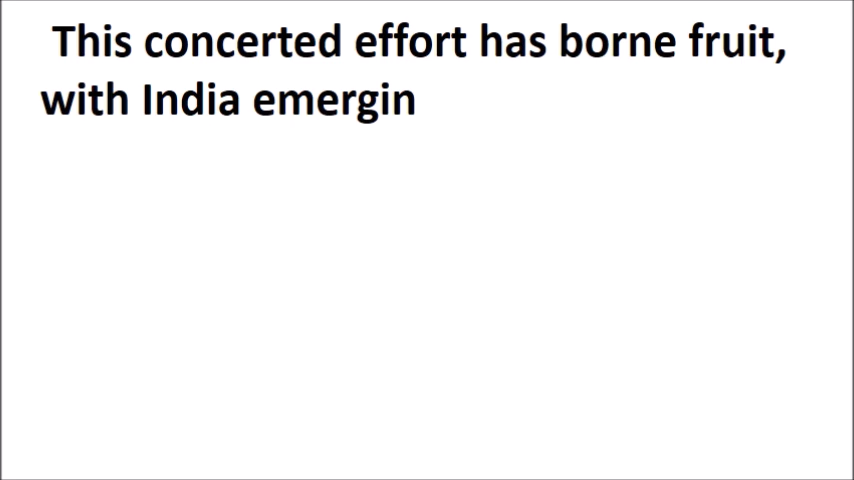 This concerted effort has borne fruit,
with India emergin